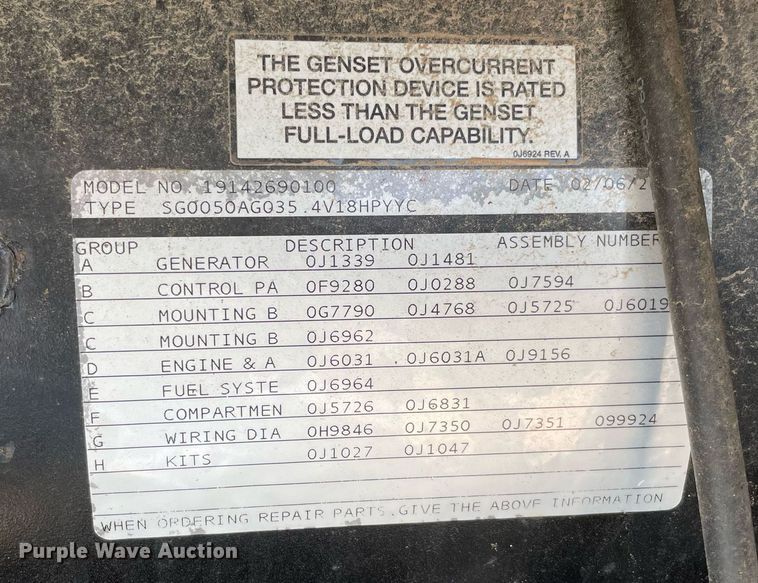 THE GENSET OVERCURRENT
PROTECTION DEVICE IS RATED
LESS THAN THE GENSET
FULL-LOAD CAPABILITY.
0J6924 REV. A
MODEL NO. 19142690100 DATE 02/06/2
TYPE SG0050AG035.4V18HPYYC
GROUP DESCRIPTION ASSEMBLY NUMBER
A GENERATOR 0J1339 0J1481
B CONTROL PA 0F9280 0J0288 0J7594
C MOUNTING B 0G7790 0J4768 0J5725 0J6019
C MOUNTING B 0J6962
D ENGINE & A 0J6031 0J6031A 0J9156
E FUEL SYSTE 0J6964
F COMPARTMEN 0J5726 0J6831
G WIRING DIA 0H9846 0J7350 0J7351 099924
H KITS 0J1027 0J1047
WHEN ORDERING REPAIR PARTS, GIVE THE ABOVE INFORMATION
Purple Wave Auction